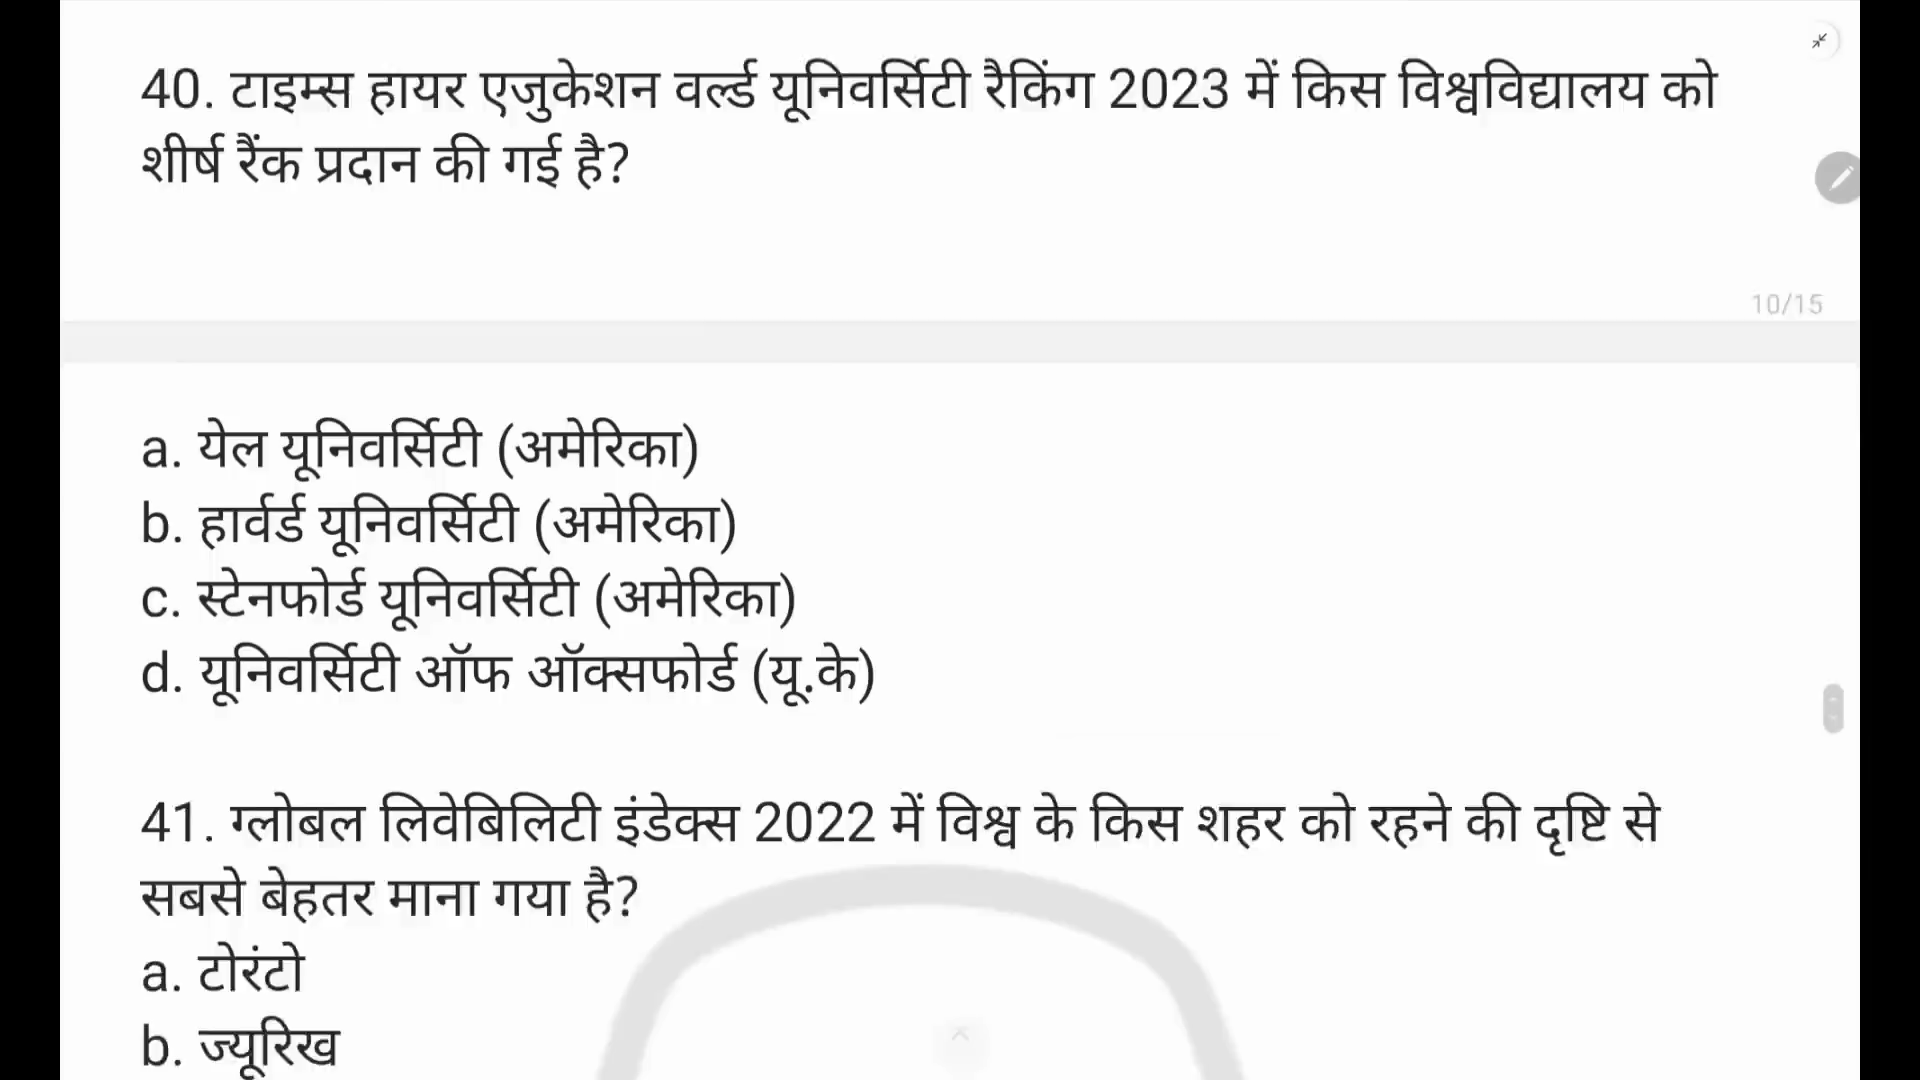 40. टाइम्स हायर एजुकेशन वर्ल्ड यूनिवर्सिटी रैकिंग 2023 में किस विश्वविद्यालय को
शीर्ष रैंक प्रदान की गई है?
10/15
a. येल यूनिवर्सिटी (अमेरिका)
b. हार्वर्ड यूनिवर्सिटी (अमेरिका)
c. स्टेनफोर्ड यूनिवर्सिटी (अमेरिका)
d. यूनिवर्सिटी ऑफ ऑक्सफोर्ड (यू.के)
41. ग्लोबल लिवेबिलिटी इंडेक्स 2022 में विश्व के किस शहर को रहने की दृष्टि से
सबसे बेहतर माना गया है?
a. टोरंटो
b. ज्यूरिख